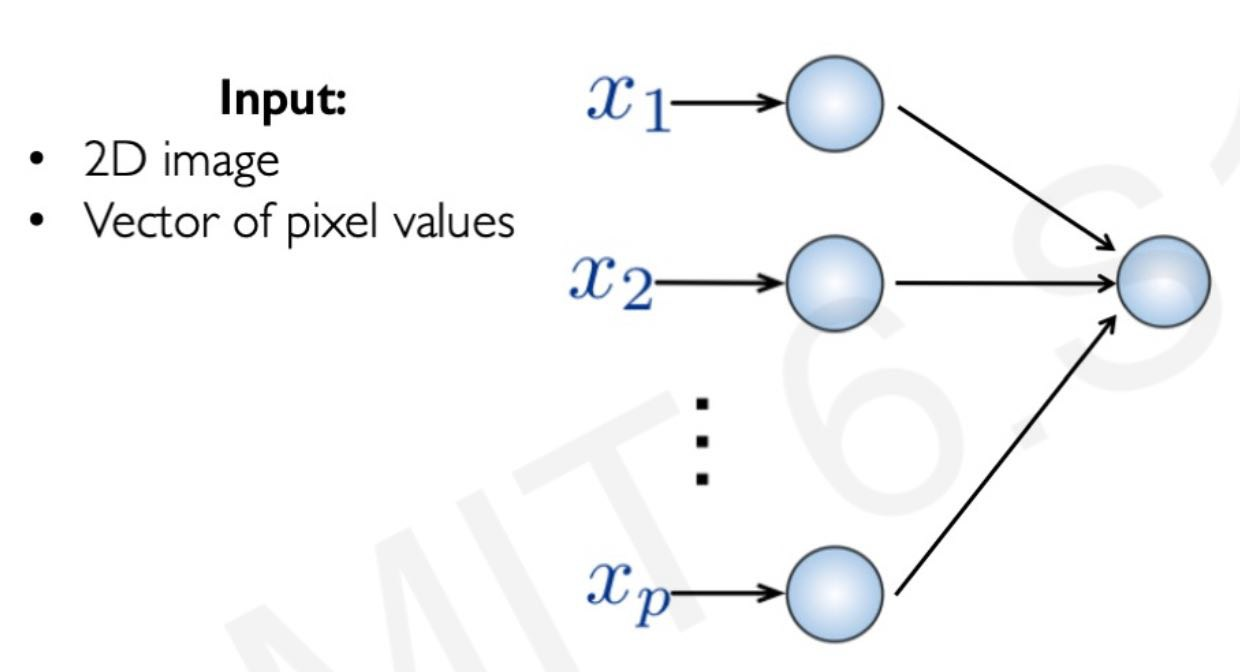 Input:
• 2D image
• Vector of pixel values
x₁
x₂
⋮
xₚ
MIT 6.S